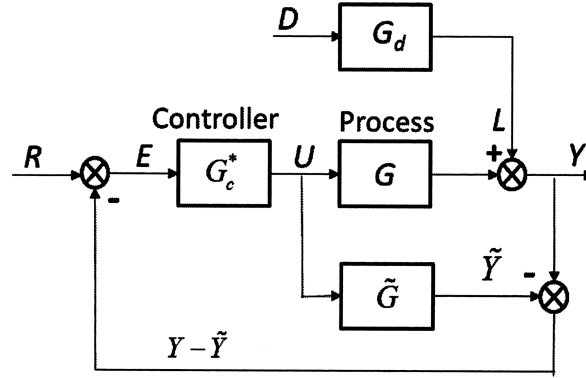 D
G_d
Controller
Process
L
R
E
G_c^*
U
G
+
Y
-
Ỹ
-
G̃
Y - Ỹ